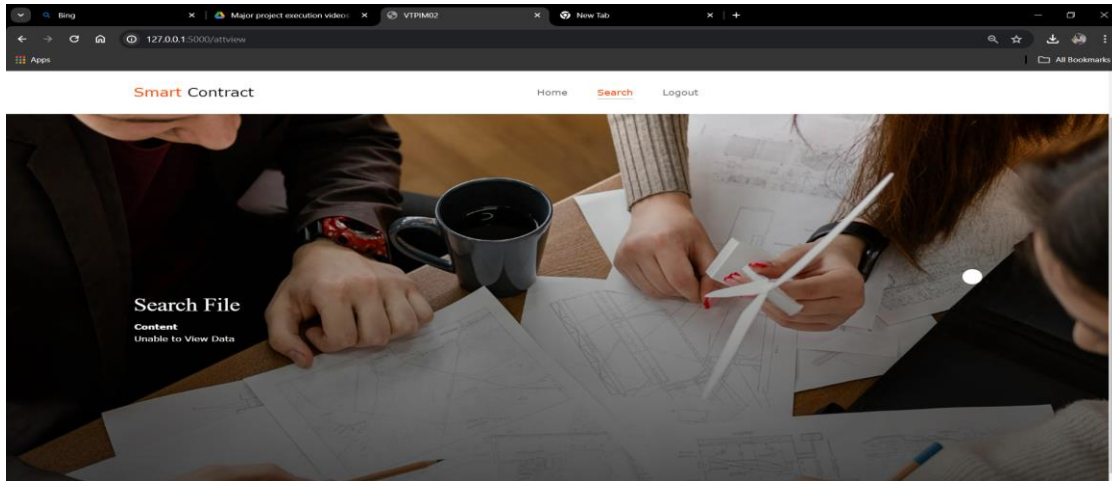 Bing
Major project execution videos
VTPIM02
New Tab
127.0.0.1:5000/attview
Apps
All Bookmarks
Smart Contract
Home Search Logout
Search File
Content
Unable to View Data